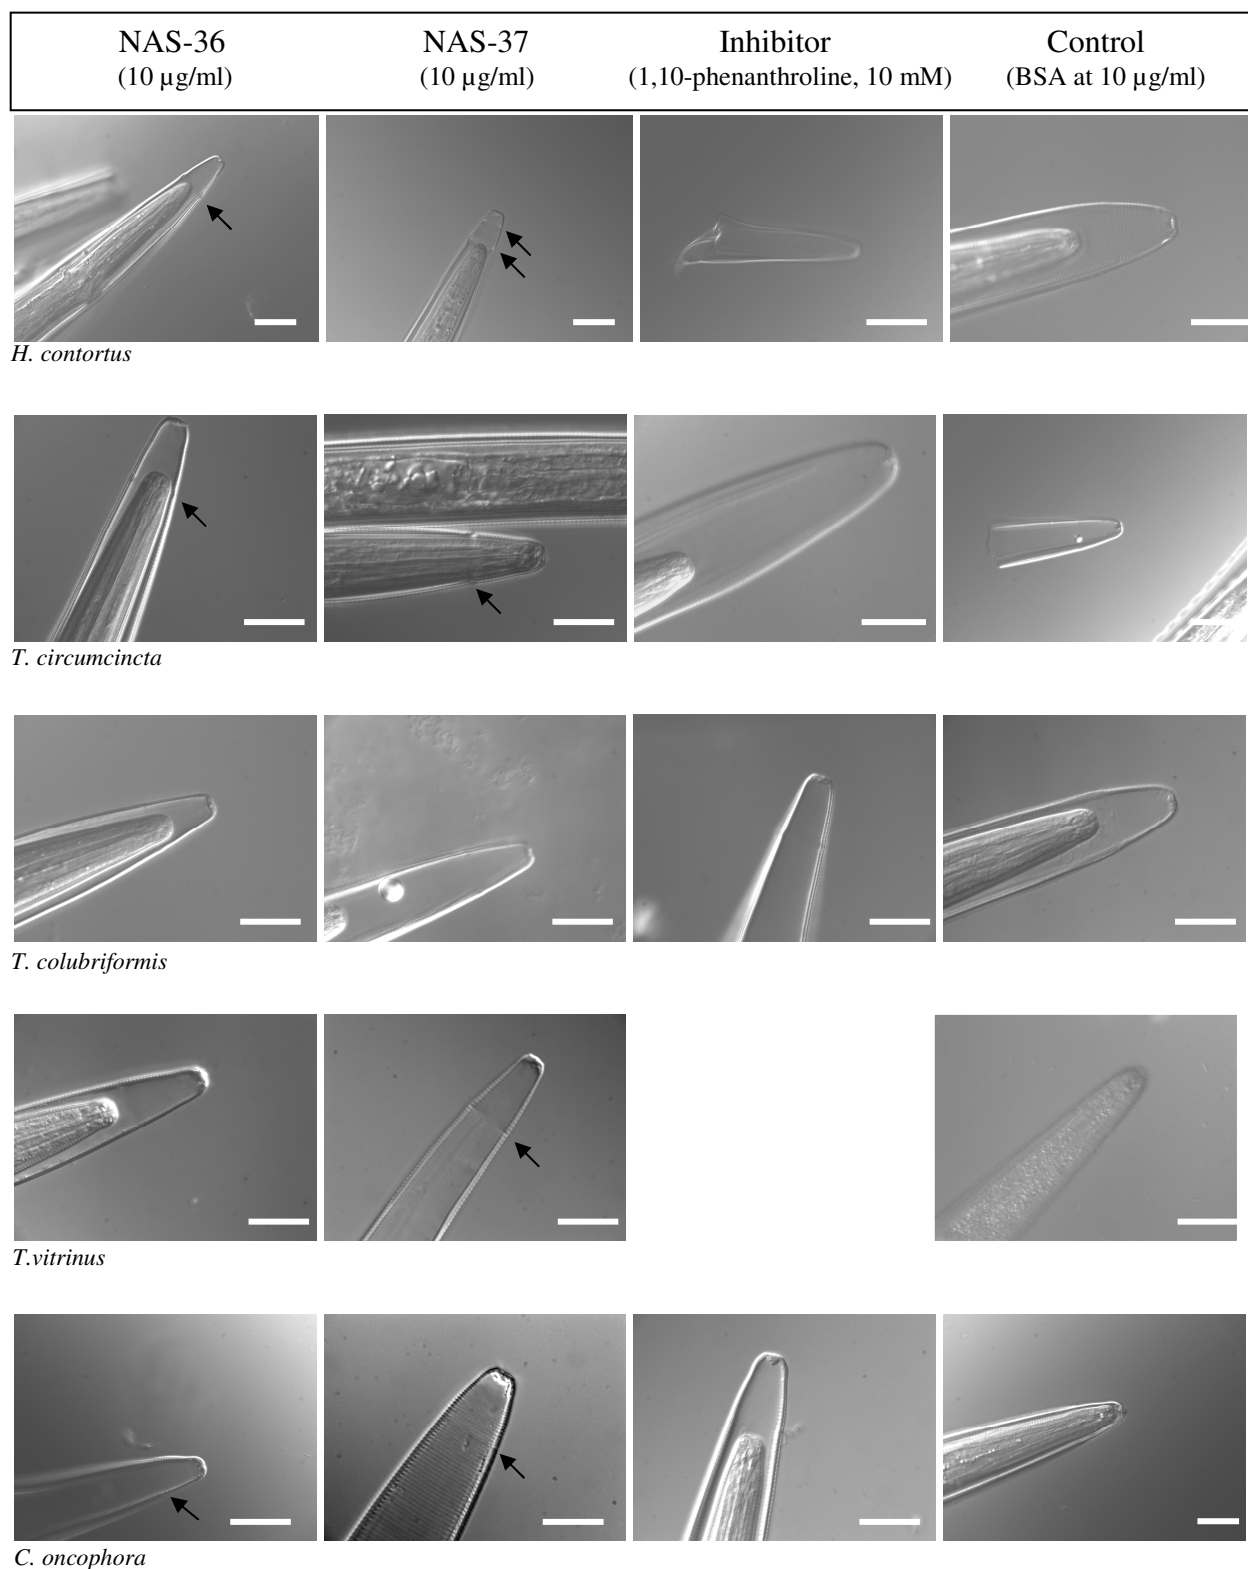 NAS-36 NAS-37 Inhibitor Control
(10 µg/ml) (10 µg/ml) (1,10-phenanthroline, 10 mM) (BSA at 10 µg/ml)
H. contortus
T. circumcincta
T. colubriformis
T.vitrinus
C. oncophora